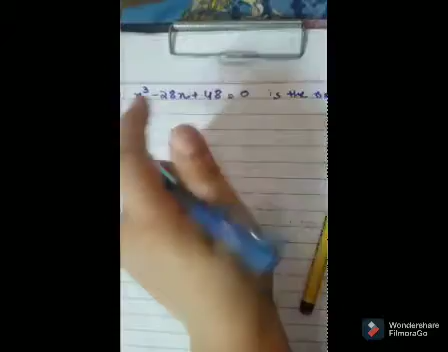 x³ - 28x + 48 = 0 is the
Wondershare
FilmoraGo